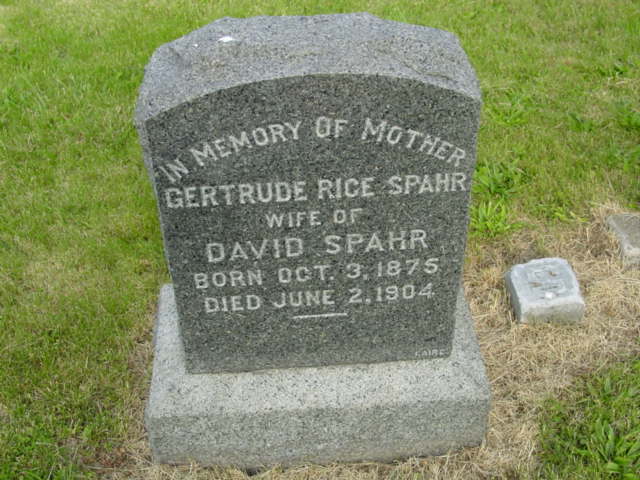 IN MEMORY OF MOTHER
GERTRUDE RICE SPAHR
WIFE OF
DAVID SPAHR
BORN OCT. 3, 1875
DIED JUNE 2, 1904